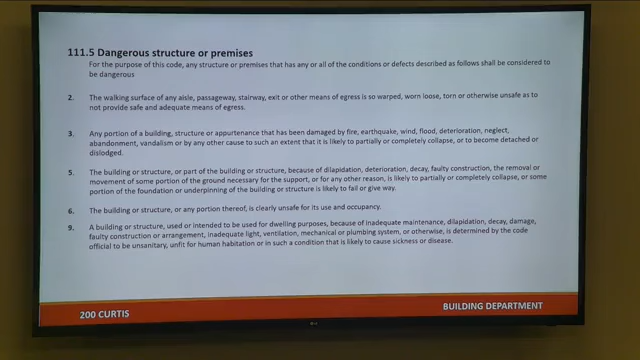 111.5 Dangerous structure or premises
For the purpose of this code, any structure or premises that has any or all of the conditions or defects described as follows shall be considered to
be dangerous
2. The walking surface of any aisle, passageway, stairway, exit or other means of egress is so warped, worn loose, torn or otherwise unsafe as to
not provide safe and adequate means of egress.
3. Any portion of a building, structure or appurtenance that has been damaged by fire, earthquake, wind, flood, deterioration, neglect,
abandonment, vandalism or by any other cause to such an extent that it is likely to partially or completely collapse, or to become detached or
dislodged.
5. The building or structure, or part of the building or structure, because of dilapidation, deterioration, decay, faulty construction, the removal or
movement of some portion of the ground necessary for the support, or for any other reason, is likely to partially or completely collapse, or some
portion of the foundation or underpinning of the building or structure is likely to fail or give way.
6. The building or structure, or any portion thereof, is clearly unsafe for its use and occupancy.
9. A building or structure, used or intended to be used for dwelling purposes, because of inadequate maintenance, dilapidation, decay, damage,
faulty construction or arrangement, inadequate light, ventilation, mechanical or plumbing system, or otherwise, is determined by the code
official to be unsanitary, unfit for human habitation or in such a condition that is likely to cause sickness or disease.
200 CURTIS
BUILDING DEPARTMENT